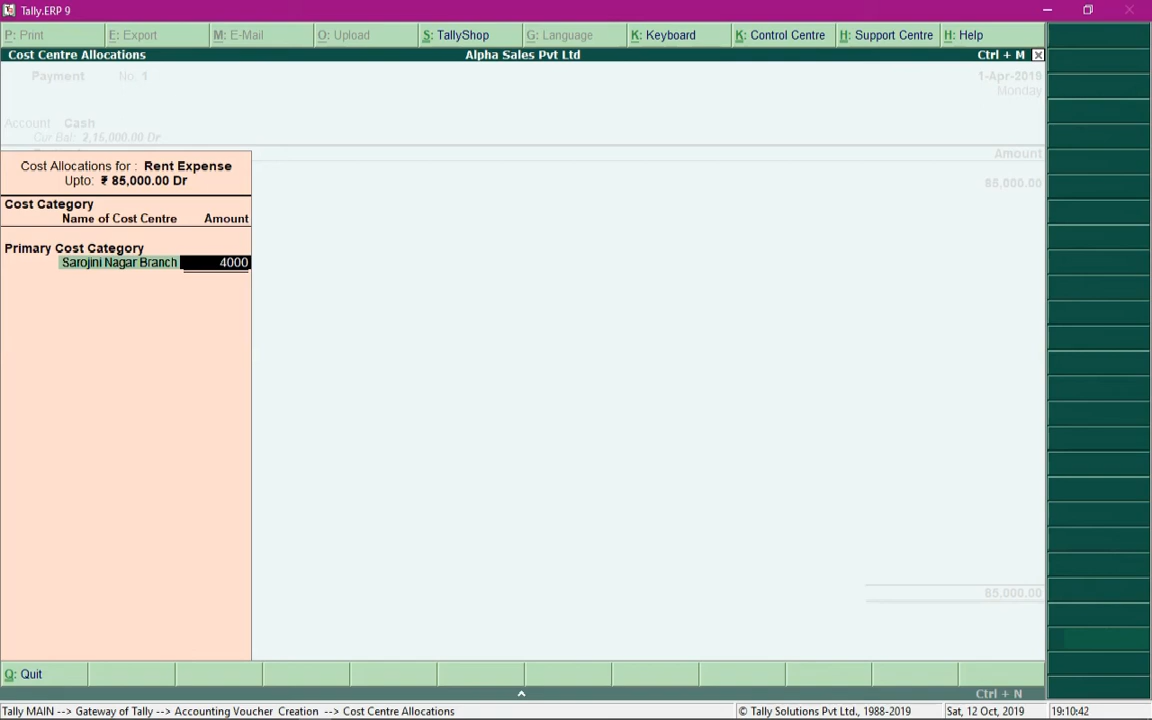 Tally.ERP 9
P: Print E: Export M: E-Mail O: Upload S: TallyShop G: Language K: Keyboard K: Control Centre H: Support Centre H: Help
Cost Centre Allocations Alpha Sales Pvt Ltd Ctrl + M
Payment No. 1 1-Apr-2019
Monday
Account : Cash
Cur Bal: 2,15,000.00 Dr
Amount
Cost Allocations for : Rent Expense
Upto: ₹ 85,000.00 Dr 85,000.00
Cost Category
Name of Cost Centre Amount
Primary Cost Category
Sarojini Nagar Branch 4000
85,000.00
Q: Quit
Ctrl + N
Tally MAIN --> Gateway of Tally --> Accounting Voucher Creation --> Cost Centre Allocations © Tally Solutions Pvt Ltd., 1988-2019 Sat, 12 Oct, 2019 19:10:42